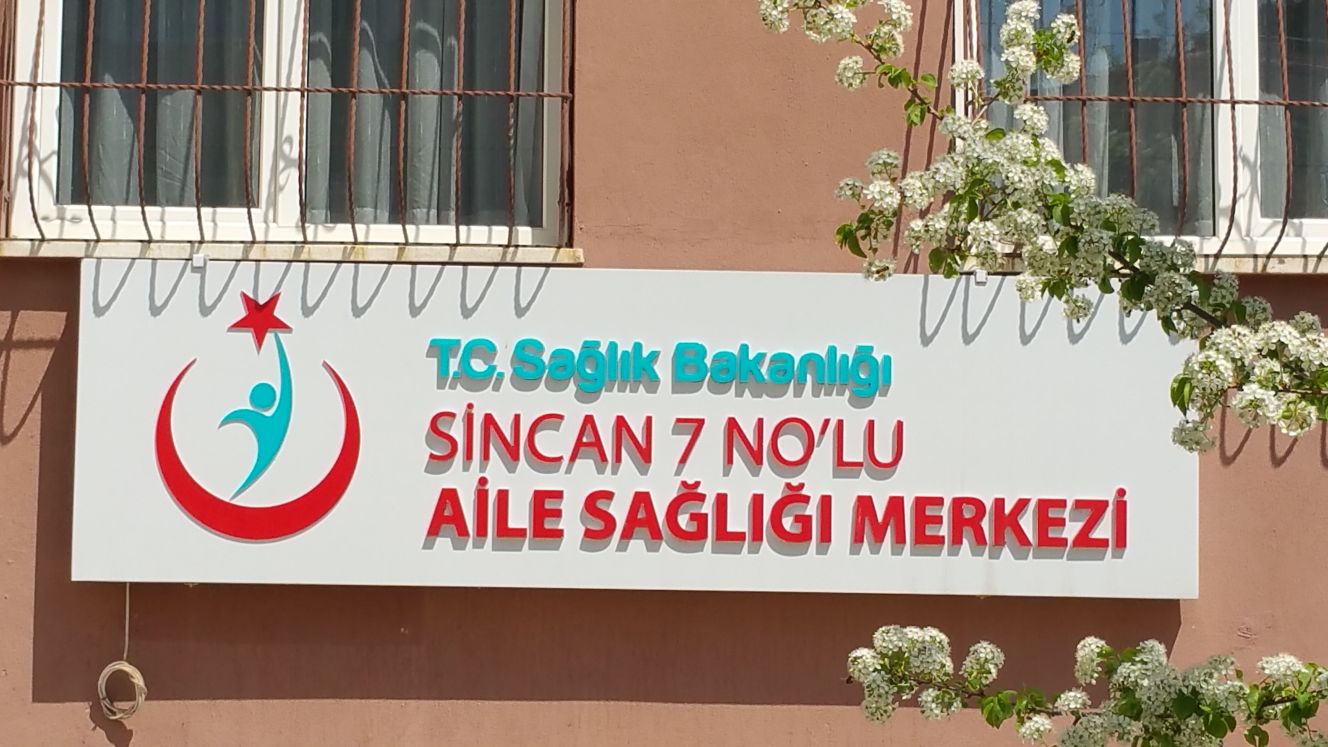 T.C. Sağlık Bakanlığı
SİNCAN 7 NO'LU
AİLE SAĞLIĞI MERKEZİ